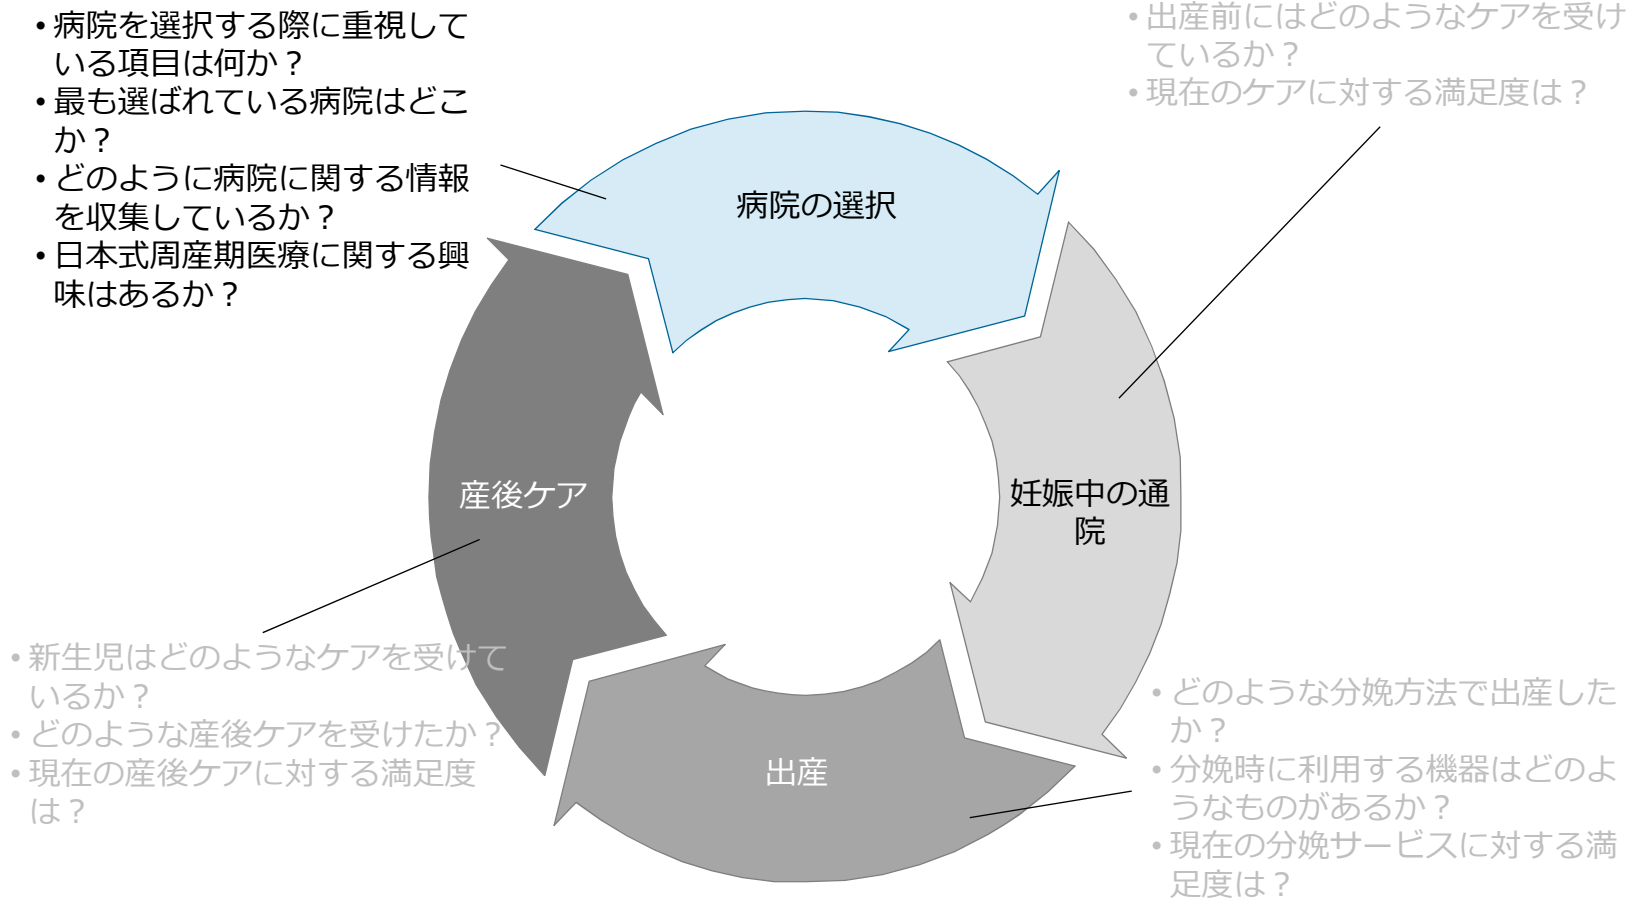 • 病院を選択する際に重視して
いる項目は何か？
• 最も選ばれている病院はどこ
か？
• どのように病院に関する情報
を収集しているか？
• 日本式周産期医療に関する興
味はあるか？
• 出産前にはどのようなケアを受け
ているか？
• 現在のケアに対する満足度は？
病院の選択
妊娠中の通
院
産後ケア
出産
• 新生児はどのようなケアを受けて
いるか？
• どのような産後ケアを受けたか？
• 現在の産後ケアに対する満足度
は？
• どのような分娩方法で出産した
か？
• 分娩時に利用する機器はどのよ
うなものがあるか？
• 現在の分娩サービスに対する満
足度は？